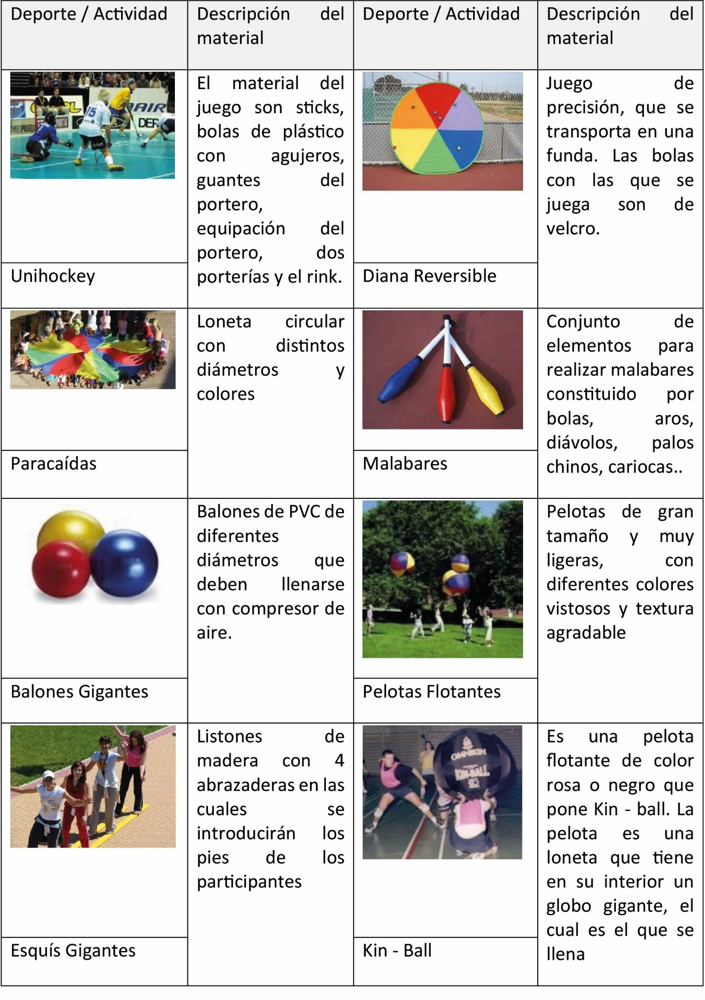 Deporte / Actividad
Descripción del
material
Deporte / Actividad
Descripción del
material
15
DER
Unihockey
El material del
juego son sticks,
bolas de plástico
con agujeros,
guantes del
portero,
equipación del
portero, dos
porterías y el rink.
Diana Reversible
Juego de
precisión, que se
transporta en una
funda. Las bolas
con las que se
juega son de
velcro.
Paracaídas
Loneta circular
con distintos
diámetros y
colores
Malabares
Conjunto de
elementos para
realizar malabares
constituido por
bolas, aros,
diávolos, palos
chinos, cariocas..
Balones Gigantes
Balones de PVC de
diferentes
diámetros que
deben llenarse
con compresor de
aire.
Pelotas Flotantes
Pelotas de gran
tamaño y muy
ligeras, con
diferentes colores
vistosos y textura
agradable
53
Esquís Gigantes
Listones de
madera con 4
abrazaderas en las
cuales se
introducirán los
pies de los
participantes
OMNIKIN
KIN-BALL
Kin - Ball
Es una pelota
flotante de color
rosa o negro que
pone Kin - ball. La
pelota es una
loneta que tiene
en su interior un
globo gigante, el
cual es el que se
llena